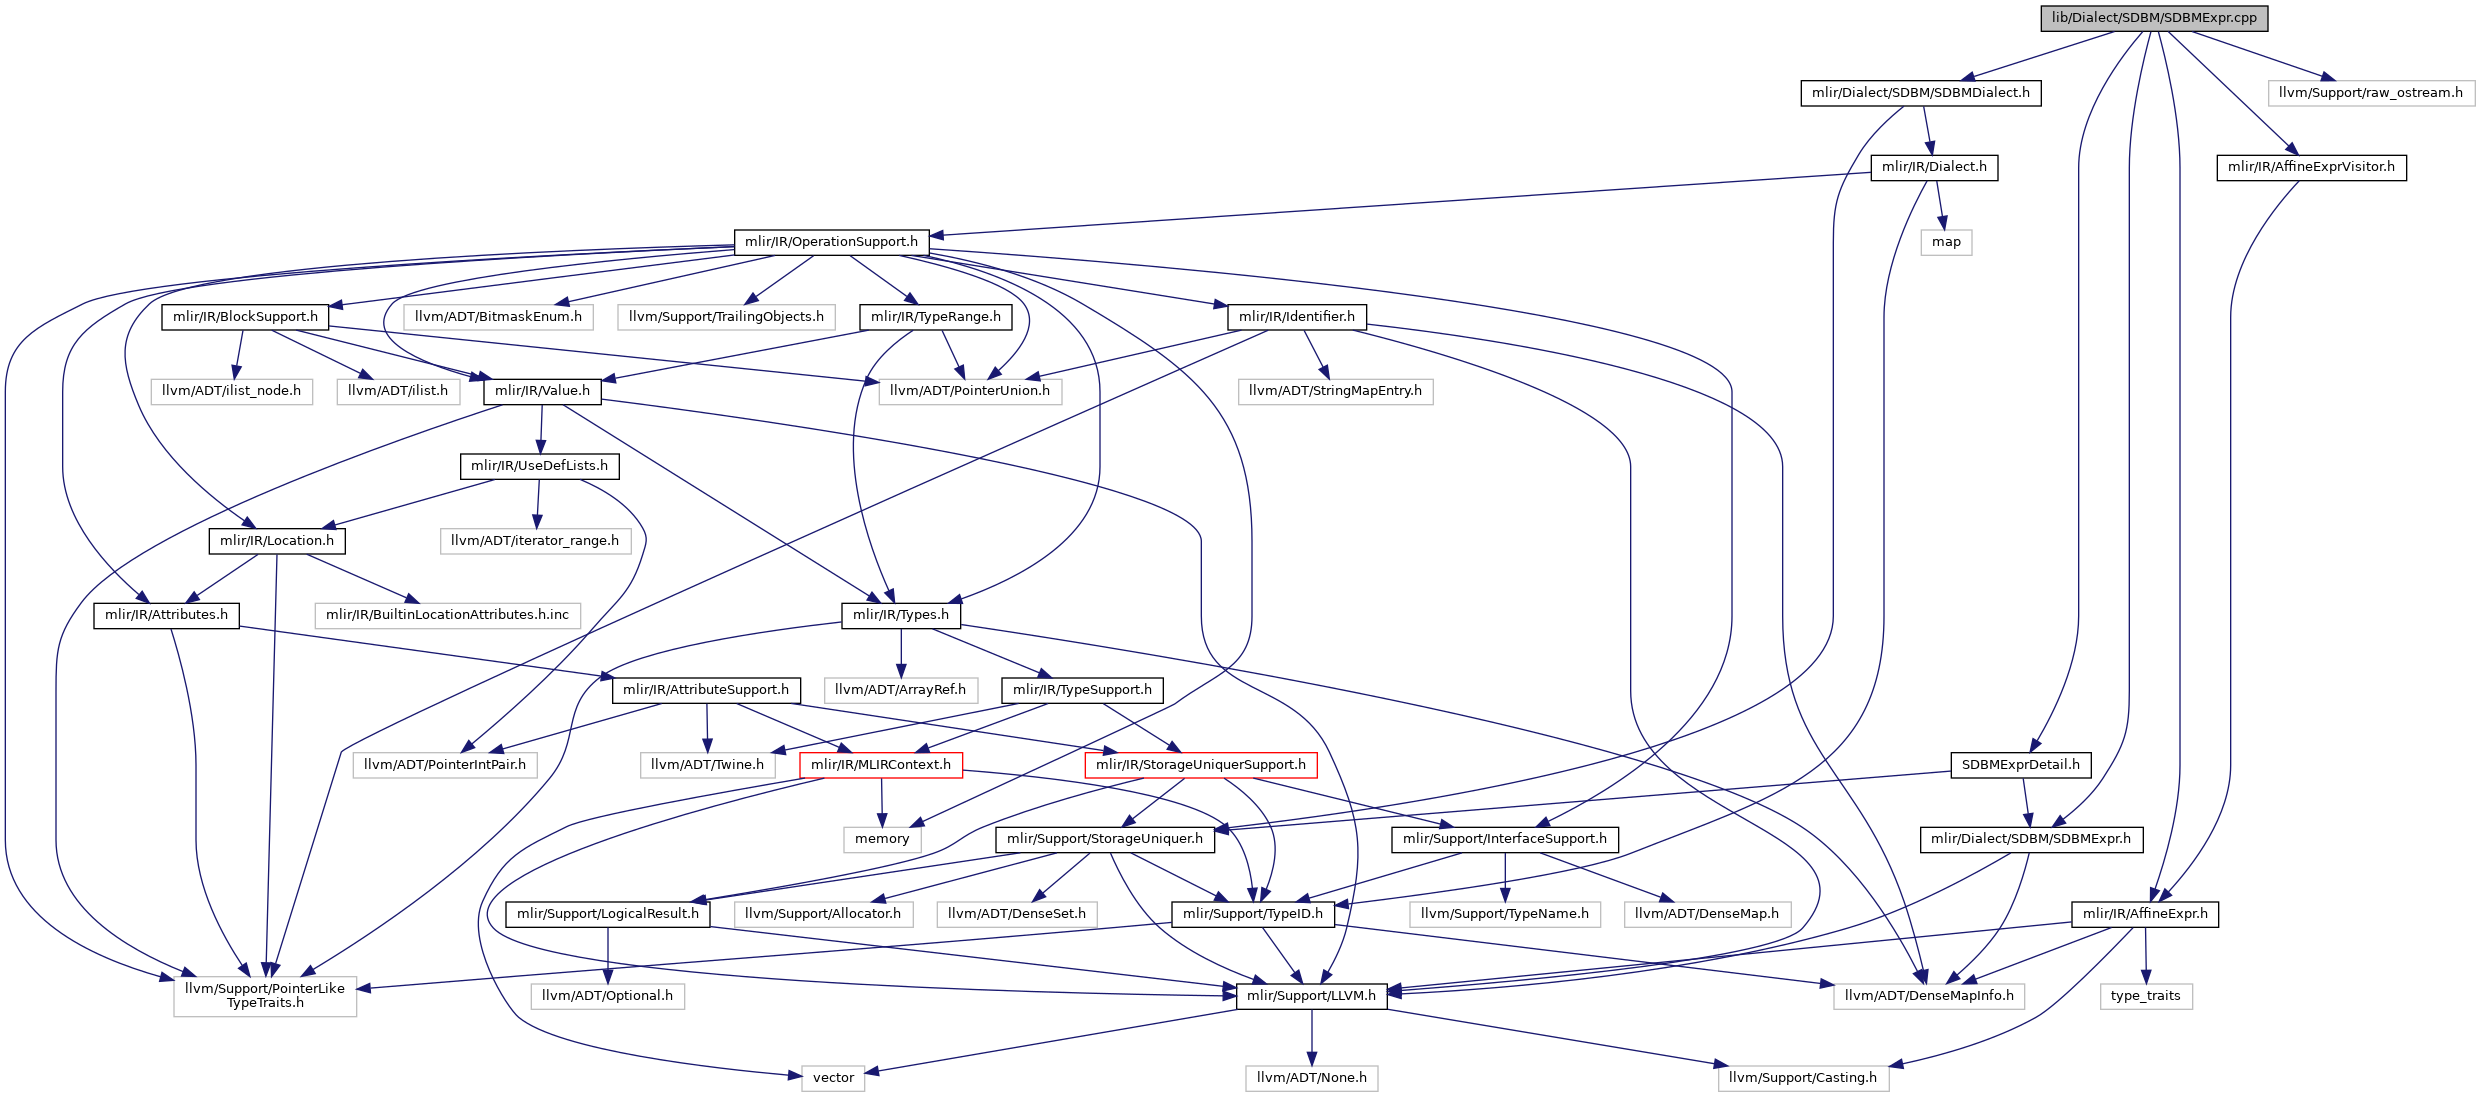 lib/Dialect/SDBM/SDBMExpr.cpp
mlir/Dialect/SDBM/SDBMDialect.h
llvm/Support/raw_ostream.h
mlir/IR/Dialect.h
mlir/IR/AffineExprVisitor.h
mlir/IR/OperationSupport.h
map
mlir/IR/BlockSupport.h
llvm/ADT/BitmaskEnum.h
llvm/Support/TrailingObjects.h
mlir/IR/TypeRange.h
mlir/IR/Identifier.h
llvm/ADT/ilist_node.h
llvm/ADT/ilist.h
mlir/IR/Value.h
llvm/ADT/PointerUnion.h
llvm/ADT/StringMapEntry.h
mlir/IR/UseDefLists.h
mlir/IR/Location.h
llvm/ADT/iterator_range.h
mlir/IR/Attributes.h
mlir/IR/BuiltinLocationAttributes.h.inc
mlir/IR/Types.h
mlir/IR/AttributeSupport.h
llvm/ADT/ArrayRef.h
mlir/IR/TypeSupport.h
llvm/ADT/PointerIntPair.h
llvm/ADT/Twine.h
mlir/IR/MLIRContext.h
mlir/IR/StorageUniquerSupport.h
SDBMExprDetail.h
memory
mlir/Support/StorageUniquer.h
mlir/Support/InterfaceSupport.h
mlir/Dialect/SDBM/SDBMExpr.h
mlir/Support/LogicalResult.h
llvm/Support/Allocator.h
llvm/ADT/DenseSet.h
mlir/Support/TypeID.h
llvm/Support/TypeName.h
llvm/ADT/DenseMap.h
mlir/IR/AffineExpr.h
llvm/Support/PointerLike
TypeTraits.h
llvm/ADT/Optional.h
mlir/Support/LLVM.h
llvm/ADT/DenseMapInfo.h
type_traits
vector
llvm/ADT/None.h
llvm/Support/Casting.h